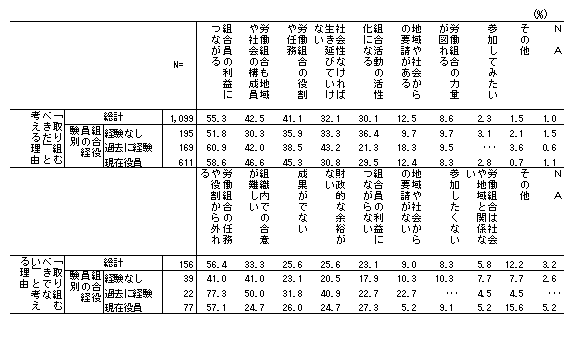 (%)
N=
組合員の利益に
つながる
労働組合も地域
や社会の構成員
労働組合の役割
や任務
社会性なければ
生き延びていけ
ない
組合活動の活性
化になる
地域や社会から
の要請がある
労働組合の力量
が図れる
参加してみたい
その他
N A
「取り組む
べきだ」と
考える理由
総計 1,099 55.3 42.5 41.1 32.1 30.1 12.5 8.6 2.3 1.5 1.0
組合役
員経
験別の
経験なし 195 51.8 30.3 35.9 33.3 36.4 9.7 9.7 3.1 2.1 1.5
過去に経験 169 60.9 42.0 38.5 43.2 21.3 18.3 9.5 ･･･ 3.6 0.6
現在役員 611 58.6 46.6 45.3 30.8 29.5 12.4 8.3 2.8 0.7 1.1
労働組合の任務
や役割から外れ
る
組織内での合意
が難しい
成果がでない
財政的な余裕が
ない
組合員の利益に
つながらない
地域や社会から
の要請がない
参加したくない
労働組合は社会
や地域と関係な
い
その他
N A
「取り組む
べきでな
い」と考え
る理由
総計 156 56.4 33.3 25.6 25.6 23.1 9.0 8.3 5.8 12.2 3.2
組合役
員経
験別の
経験なし 39 41.0 41.0 23.1 20.5 17.9 10.3 10.3 7.7 7.7 2.6
過去に経験 22 77.3 50.0 31.8 40.9 22.7 22.7 ･･･ 4.5 4.5 ･･･
現在役員 77 57.1 24.7 26.0 24.7 27.3 5.2 9.1 5.2 15.6 5.2